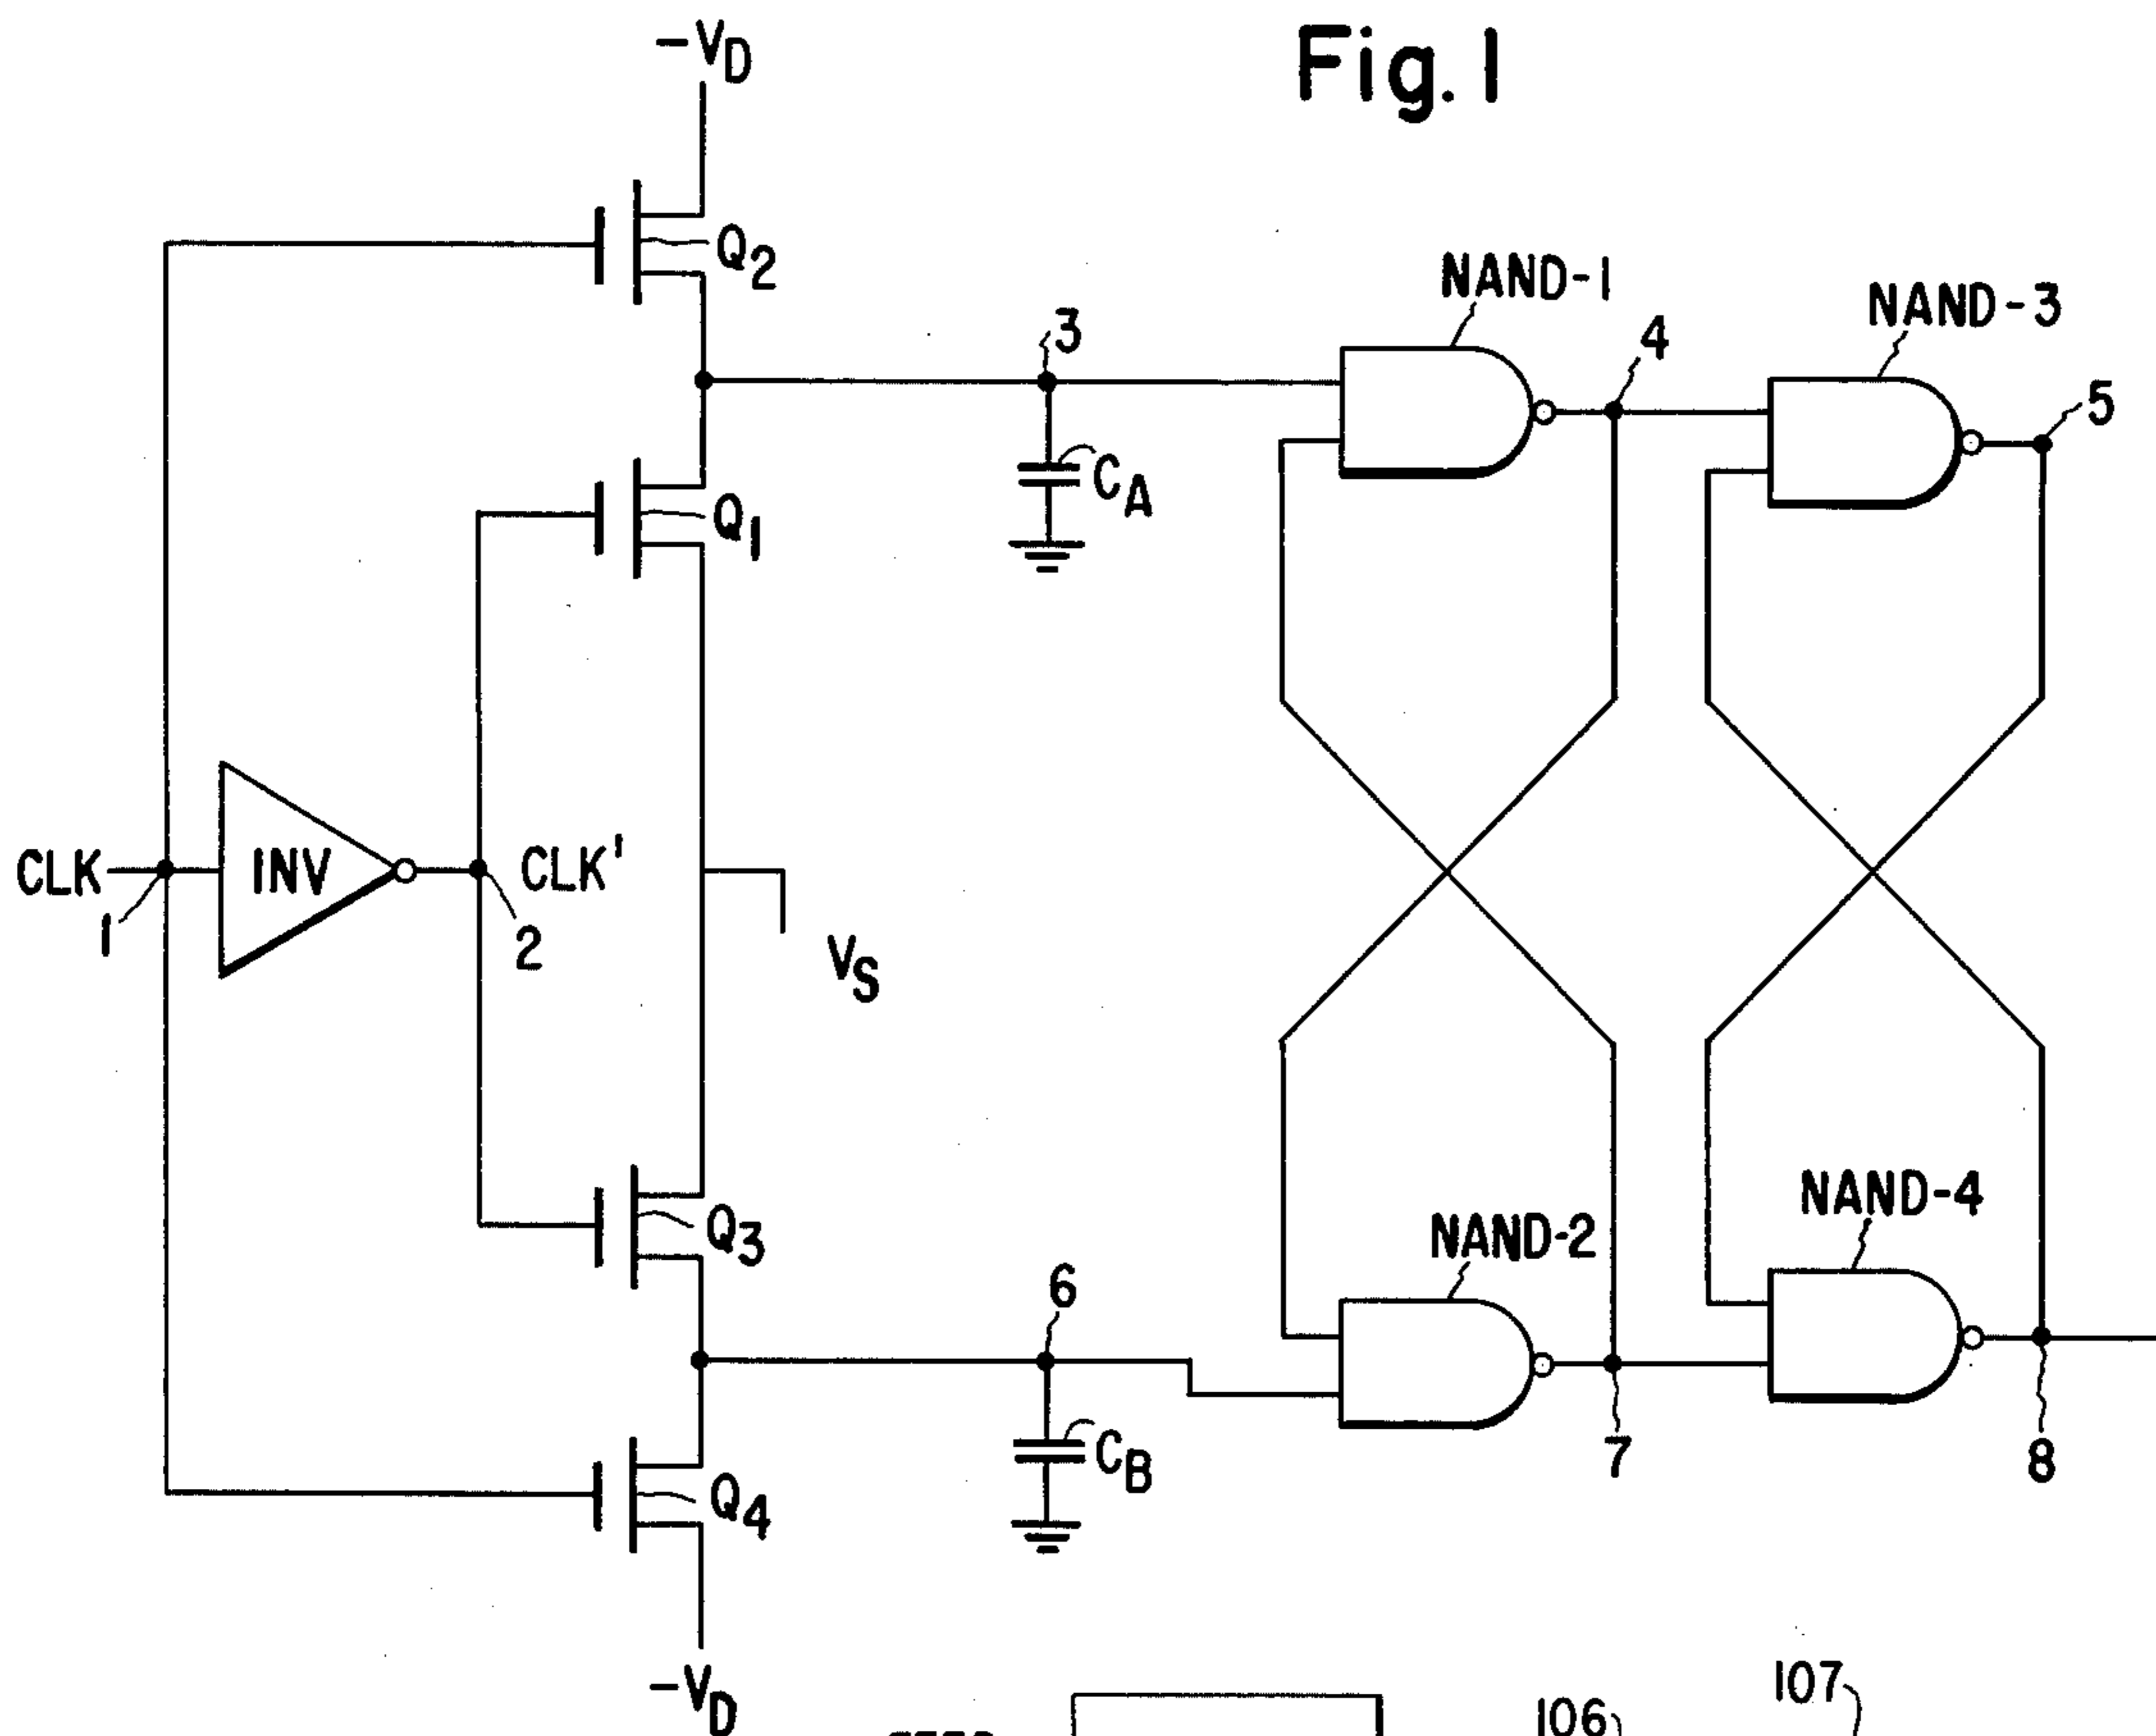 Fig. 1
-VD
Q2
NAND-1
NAND-3
3
4
5
CA
Q1
CLK
INV
CLK'
1
2
VS
Q3
NAND-2
NAND-4
6
CB
7
8
Q4
-VD
106
107